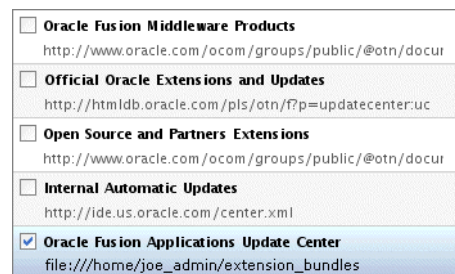 Oracle Fusion Middleware Products
http://www.oracle.com/ocom/groups/public/@otn/docur
Official Oracle Extensions and Updates
http://htmldb.oracle.com/pls/otn/f?p=updatecenter:uc
Open Source and Partners Extensions
http://www.oracle.com/ocom/groups/public/@otn/docur
Internal Automatic Updates
http://ide.us.oracle.com/center.xml
Oracle Fusion Applications Update Center
file:///home/joe_admin/extension_bundles